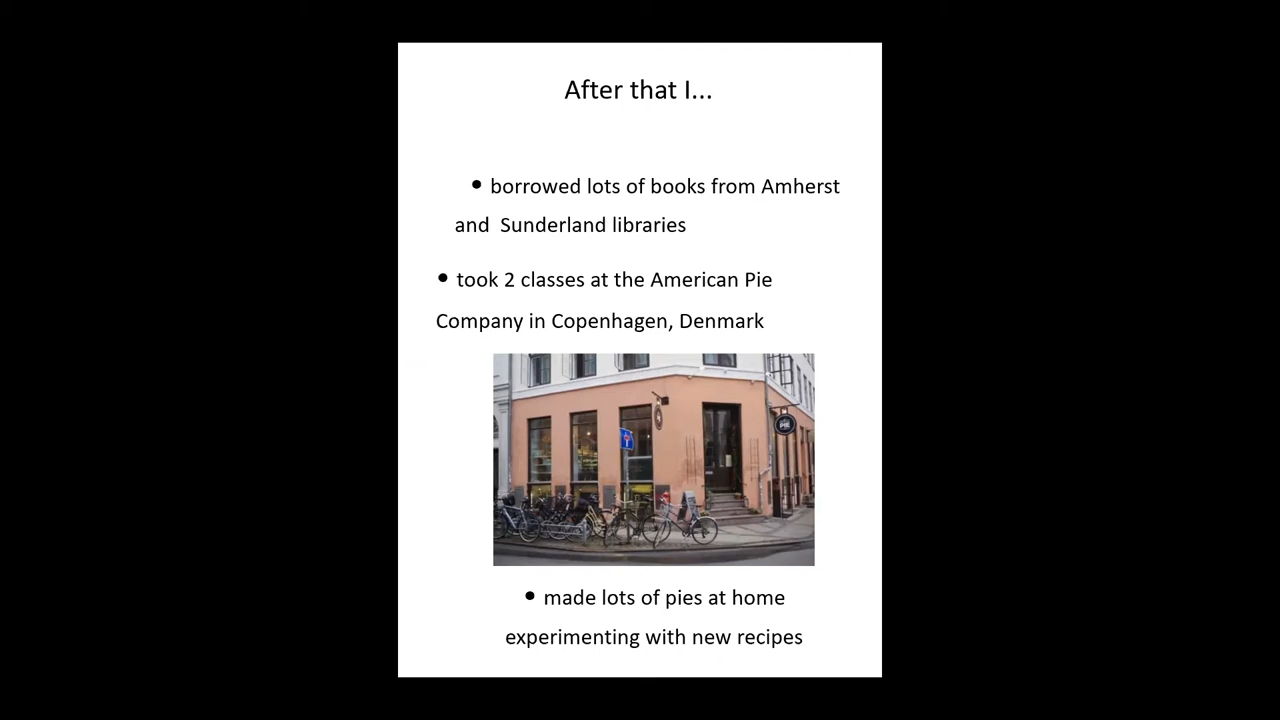 After that I...
• borrowed lots of books from Amherst
and Sunderland libraries
• took 2 classes at the American Pie
Company in Copenhagen, Denmark
PIE
• made lots of pies at home
experimenting with new recipes